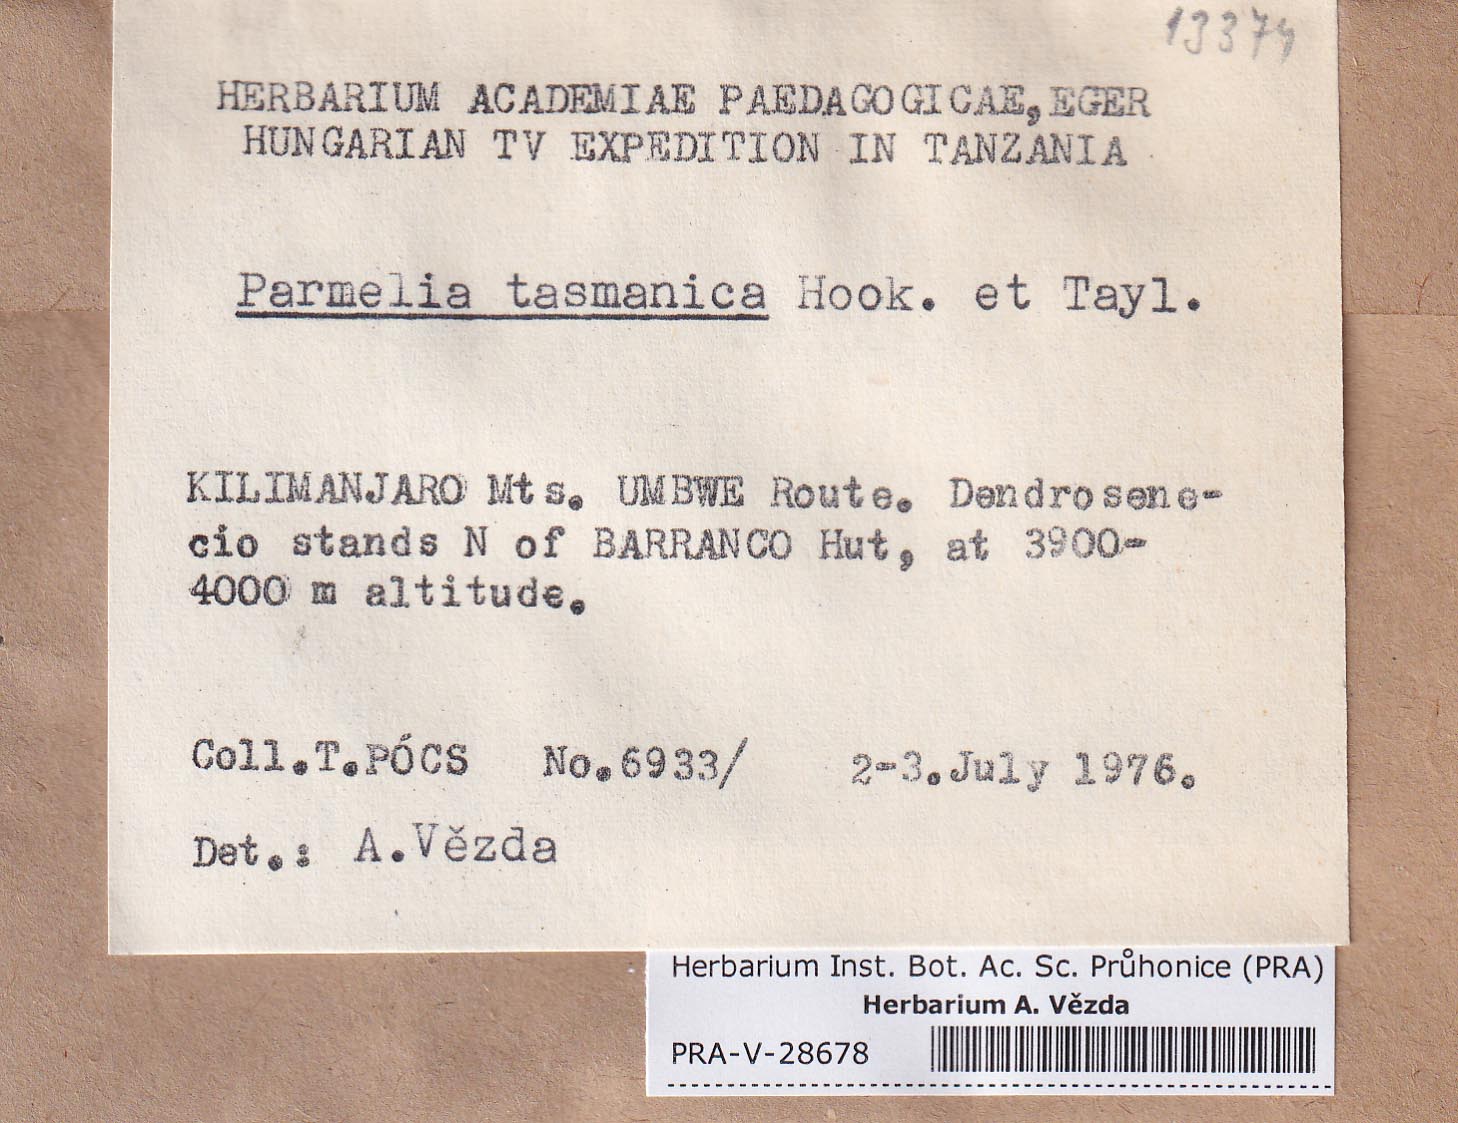 13374
HERBARIUM ACADEMIAE PAEDAGOGICAE, EGER
HUNGARIAN TV EXPEDITION IN TANZANIA
Parmelia tasmanica Hook. et Tayl.
KILIMANJARO Mts. UMBWE Route. Dendrosene-
cio stands N of BARRANCO Hut, at 3900-
4000 m altitude.
Coll.T.PÓCS No.6933/ 2-3.July 1976.
Det.: A.Vězda
Herbarium Inst. Bot. Ac. Sc. Průhonice (PRA)
Herbarium A. Vězda
PRA-V-28678